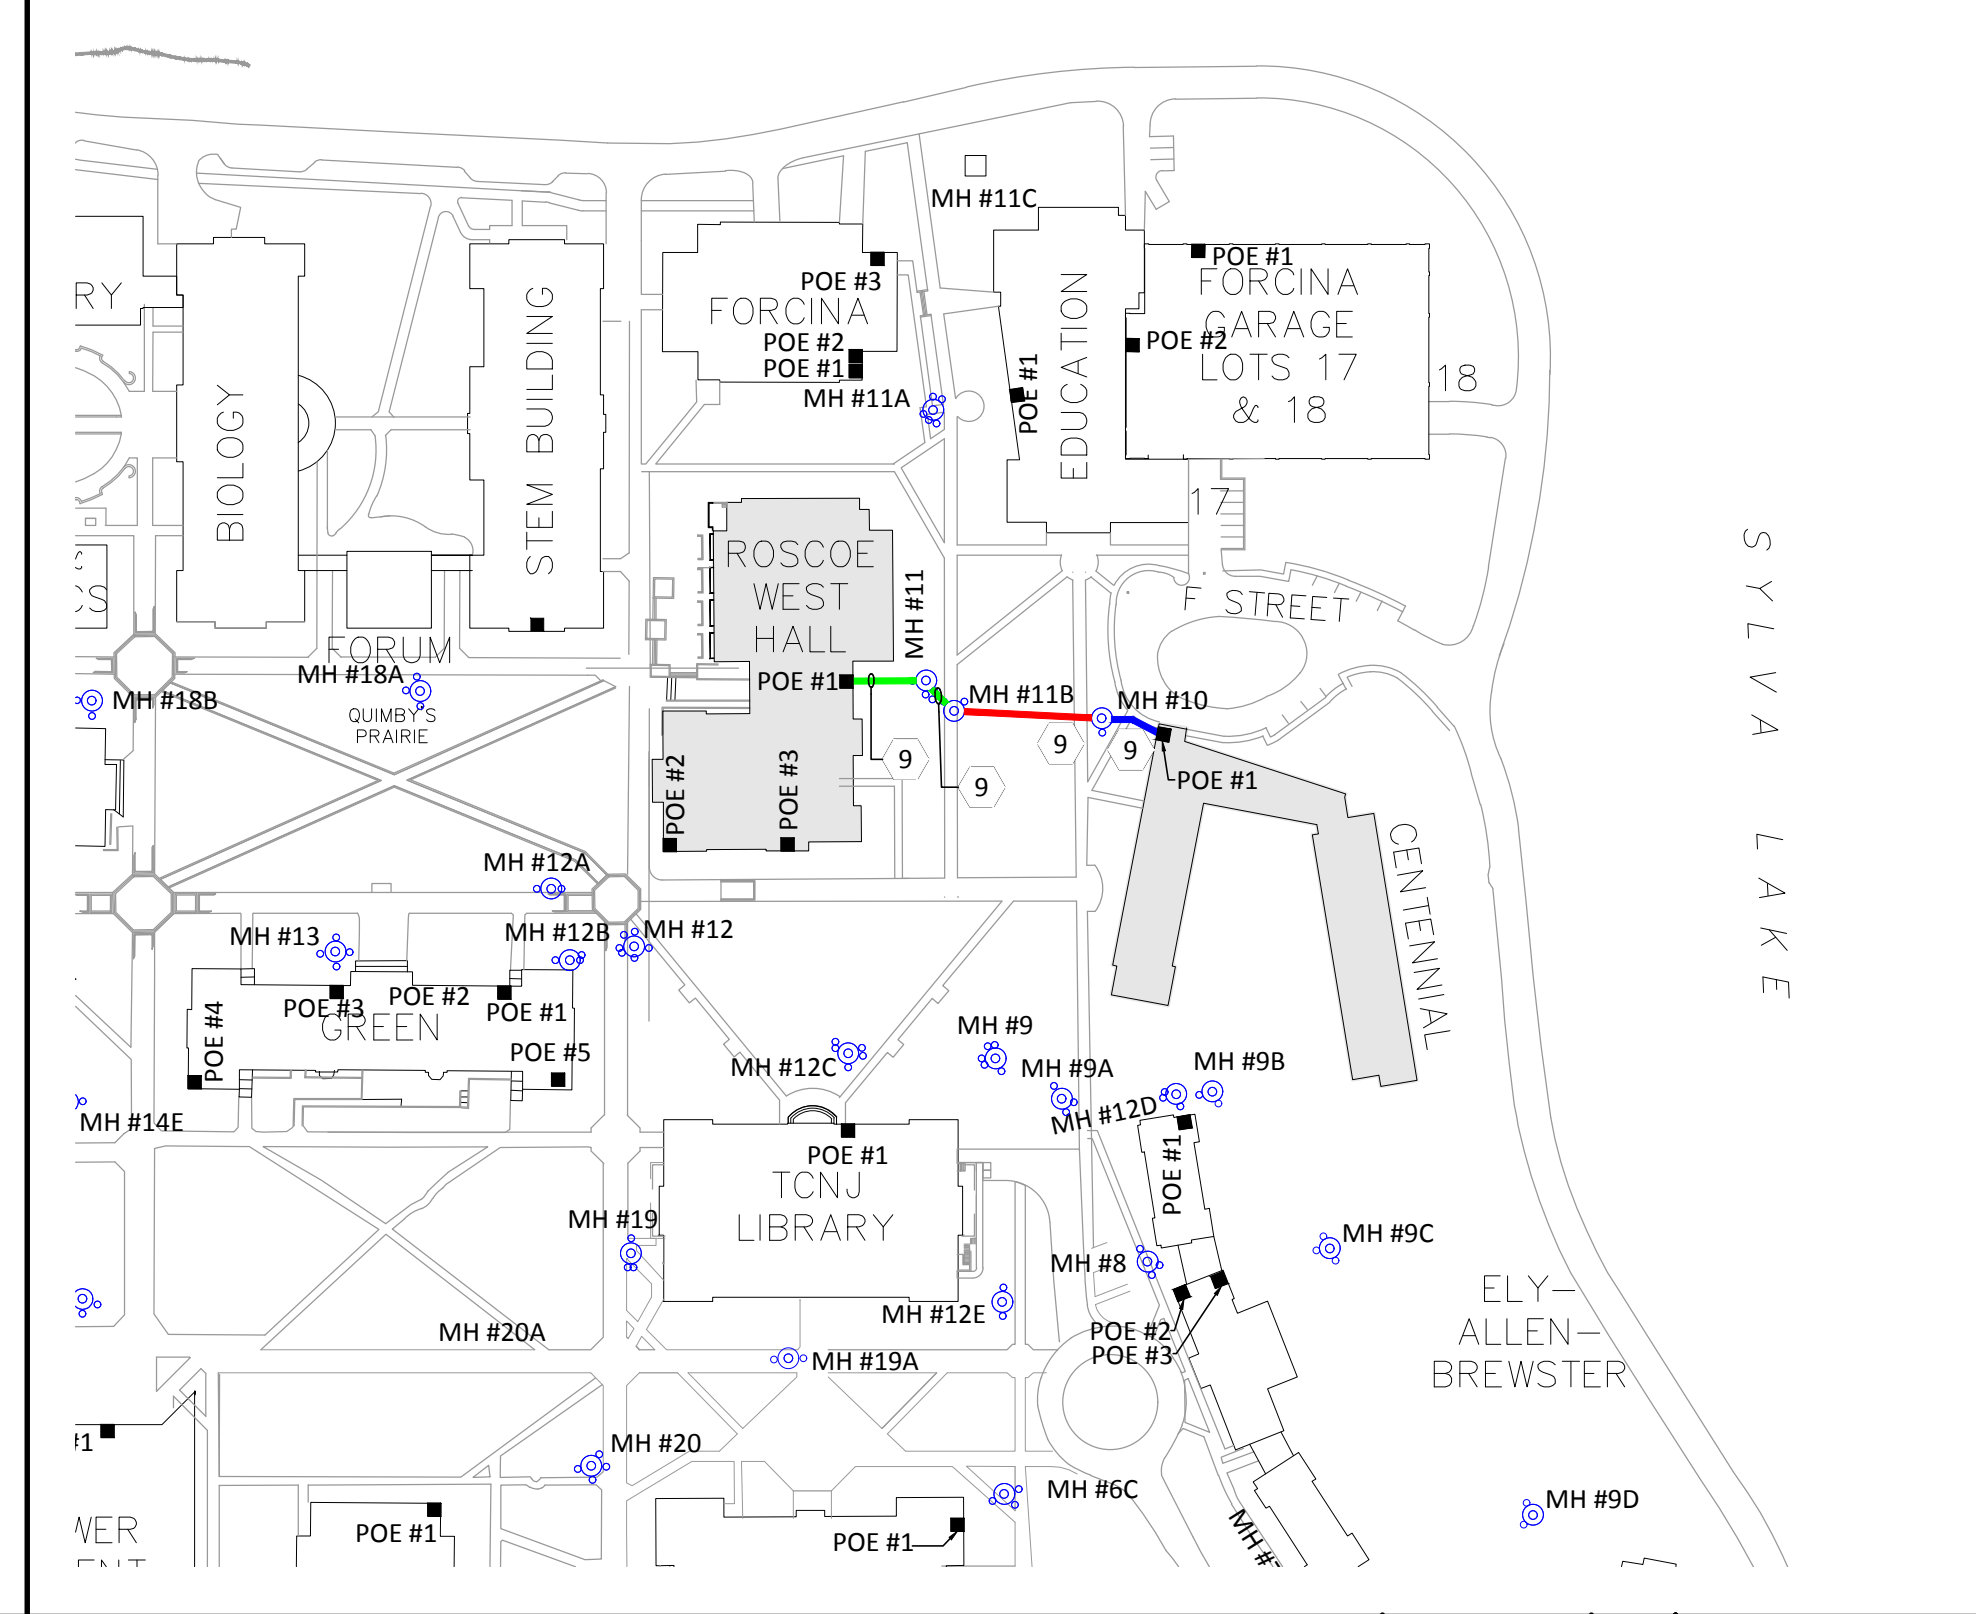 MH #11C
POE #1
FORCINA
GARAGE
LOTS 17
& 18
POE #2
18
17
POE #3
FORCINA
POE #2
POE #1
MH #11A
POE #1
EDUCATION
RY
BIOLOGY
STEM BUILDING
CS
FORUM
MH #18A
MH #18B
QUIMBY'S
PRAIRIE
ROSCOE
WEST
HALL
MH #11
POE #1
POE #2
POE #3
MH #11B
MH #10
9
9
9
9
F STREET
POE #1
CENTENNIAL
SYLVA LAKE
MH #12A
MH #12
MH #12B
MH #13
POE #3
POE #2
POE #1
POE #4
GREEN
POE #5
MH #14E
MH #12C
MH #9
MH #9A
MH #9B
MH #12D
POE #1
POE #1
TCNJ
LIBRARY
MH #19
MH #8
MH #9C
MH #12E
POE #2
POE #3
ELY-
ALLEN-
BREWSTER
MH #20A
MH #19A
#1
MH #20
MH #6C
MH #9D
POE #1
POE #1
WER
ENT